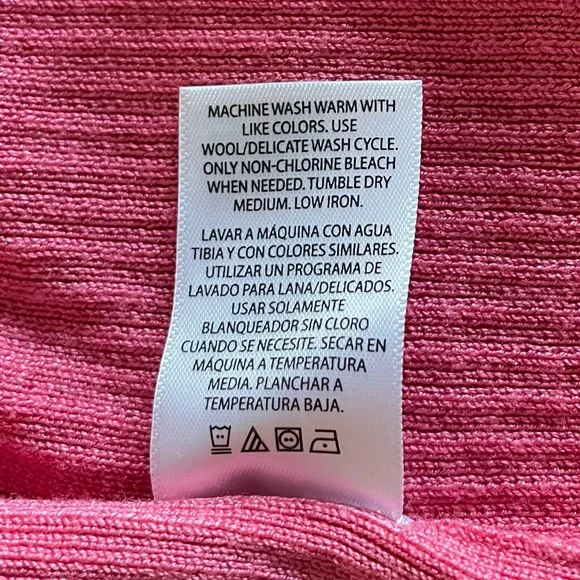 MACHINE WASH WARM WITH
LIKE COLORS. USE
WOOL/DELICATE WASH CYCLE.
ONLY NON-CHLORINE BLEACH
WHEN NEEDED. TUMBLE DRY
MEDIUM. LOW IRON.
LAVAR A MÁQUINA CON AGUA
TIBIA Y CON COLORES SIMILARES.
UTILIZAR UN PROGRAMA DE
LAVADO PARA LANA/DELICADOS.
USAR SOLAMENTE
BLANQUEADOR SIN CLORO
CUANDO SE NECESITE. SECAR EN
MÁQUINA A TEMPERATURA
MEDIA. PLANCHAR A
TEMPERATURA BAJA.